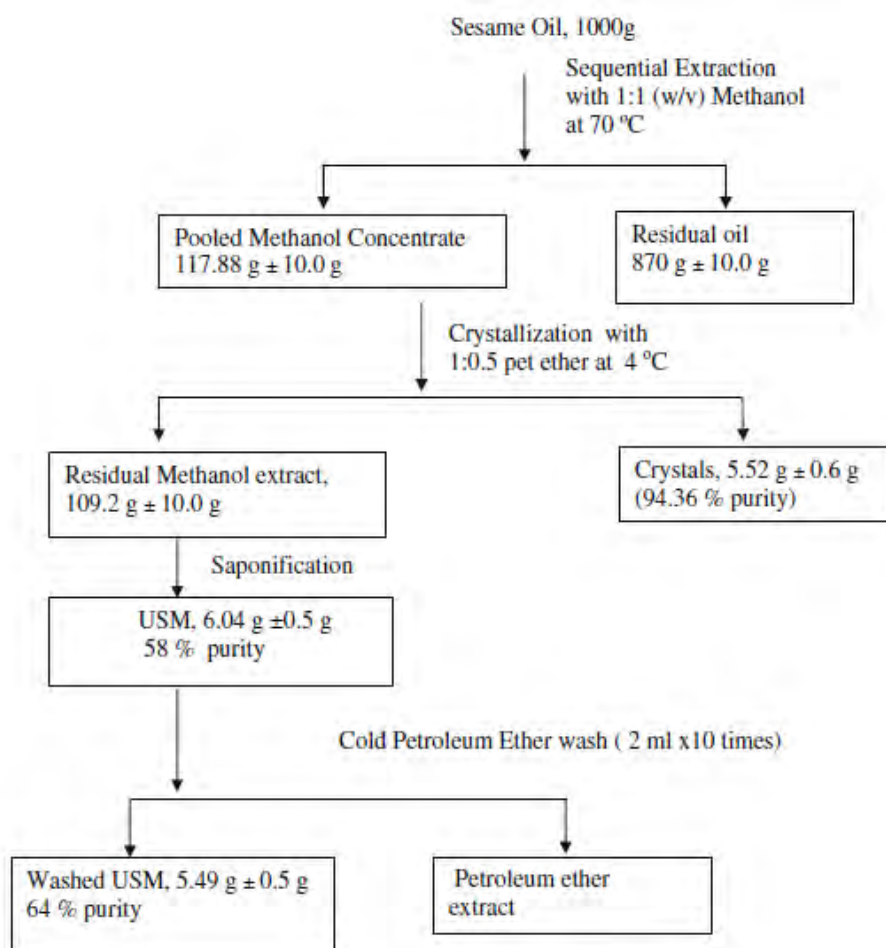 Sesame Oil, 1000g
Sequential Extraction
with 1:1 (w/v) Methanol
at 70 ºC
Pooled Methanol Concentrate
117.88 g ± 10.0 g
Residual oil
870 g ± 10.0 g
Crystallization with
1:0.5 pet ether at 4 ºC
Residual Methanol extract,
109.2 g ± 10.0 g
Crystals, 5.52 g ± 0.6 g
(94.36 % purity)
Saponification
USM, 6.04 g ±0.5 g
58 % purity
Cold Petroleum Ether wash ( 2 ml x10 times)
Washed USM, 5.49 g ± 0.5 g
64 % purity
Petroleum ether
extract